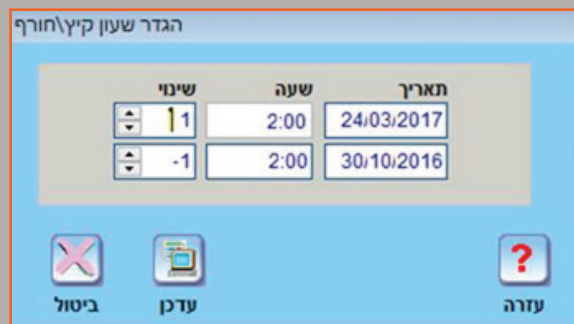 הגדר שעון קיץ\חורף
תאריך שעה שינוי
24/03/2017 2:00 1
30/10/2016 2:00 -1
עזרה עדכן ביטול